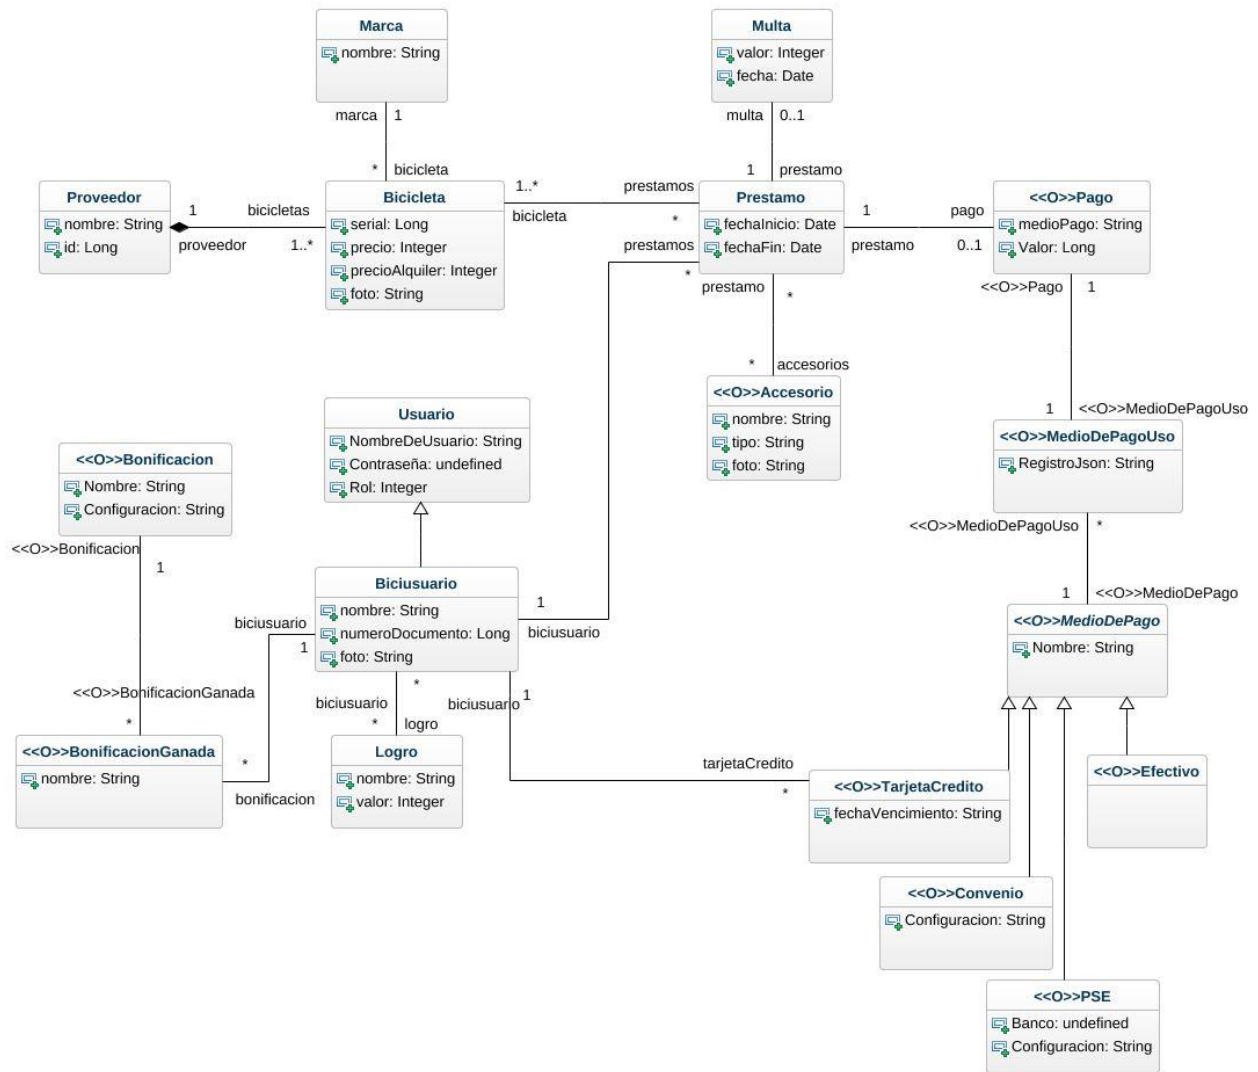 Marca
nombre: String
marca 1
* bicicleta
Multa
valor: Integer
fecha: Date
multa 0..1
1 prestamo
Proveedor
nombre: String
id: Long
1 bicicletas
proveedor 1..*
Bicicleta
serial: Long
precio: Integer
precioAlquiler: Integer
foto: String
1..* prestamos
bicicleta *
prestamos
*
Prestamo
fechaInicio: Date
fechaFin: Date
1 pago
prestamo 0..1
<<O>>Pago
medioPago: String
Valor: Long
<<O>>Pago 1
prestamo *
* accesorios
<<O>>Accesorio
nombre: String
tipo: String
foto: String
1 <<O>>MedioDePagoUso
<<O>>MedioDePagoUso
RegistroJson: String
<<O>>MedioDePagoUso *
1 <<O>>MedioDePago
<<O>>MedioDePago
Nombre: String
Usuario
NombreDeUsuario: String
Contraseña: undefined
Rol: Integer
<<O>>Bonificacion
Nombre: String
Configuracion: String
<<O>>Bonificacion
1
<<O>>BonificacionGanada
*
Biciusuario
nombre: String
numeroDocumento: Long
foto: String
1
biciusuario
biciusuario
1
*
biciusuario
* logro
biciusuario 1
<<O>>BonificacionGanada
nombre: String
*
bonificacion
Logro
nombre: String
valor: Integer
tarjetaCredito
*
<<O>>TarjetaCredito
fechaVencimiento: String
<<O>>Efectivo
<<O>>Convenio
Configuracion: String
<<O>>PSE
Banco: undefined
Configuracion: String